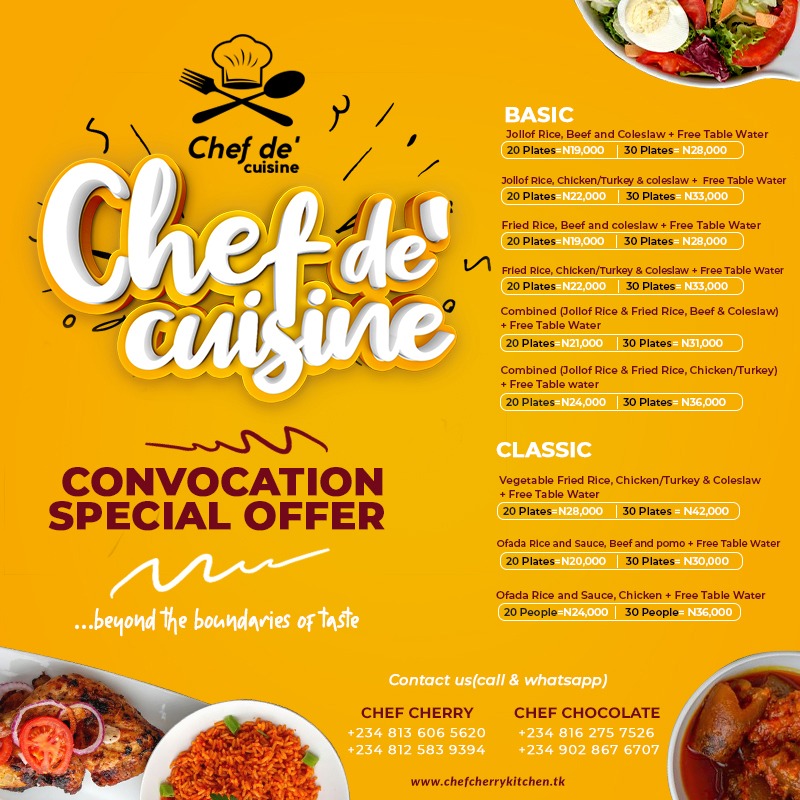 Chef de'
cuisine
Chef de'
cuisine
CONVOCATION
SPECIAL OFFER
...beyond the boundaries of taste
BASIC
Jollof Rice, Beef and Coleslaw + Free Table Water
20 Plates=N19,000 | 30 Plates= N28,000
Jollof Rice, Chicken/Turkey & coleslaw + Free Table Water
20 Plates=N22,000 | 30 Plates= N33,000
Fried Rice, Beef and coleslaw + Free Table Water
20 Plates=N19,000 | 30 Plates= N28,000
Fried Rice, Chicken/Turkey & Coleslaw + Free Table Water
20 Plates=N22,000 | 30 Plates= N33,000
Combined (Jollof Rice & Fried Rice, Beef & Coleslaw)
+ Free Table Water
20 Plates=N21,000 | 30 Plates= N31,000
Combined (Jollof Rice & Fried Rice, Chicken/Turkey)
+ Free Table water
20 Plates=N24,000 | 30 Plates= N36,000
CLASSIC
Vegetable Fried Rice, Chicken/Turkey & Coleslaw
+ Free Table Water
20 Plates=N28,000 | 30 Plates = N42,000
Ofada Rice and Sauce, Beef and pomo + Free Table Water
20 Plates=N20,000 | 30 Plates= N30,000
Ofada Rice and Sauce, Chicken + Free Table Water
20 People=N24,000 | 30 People= N36,000
Contact us(call & whatsapp)
CHEF CHERRY
+234 813 606 5620
+234 812 583 9394
CHEF CHOCOLATE
+234 816 275 7526
+234 902 867 6707
www.chefcherrykitchen.tk